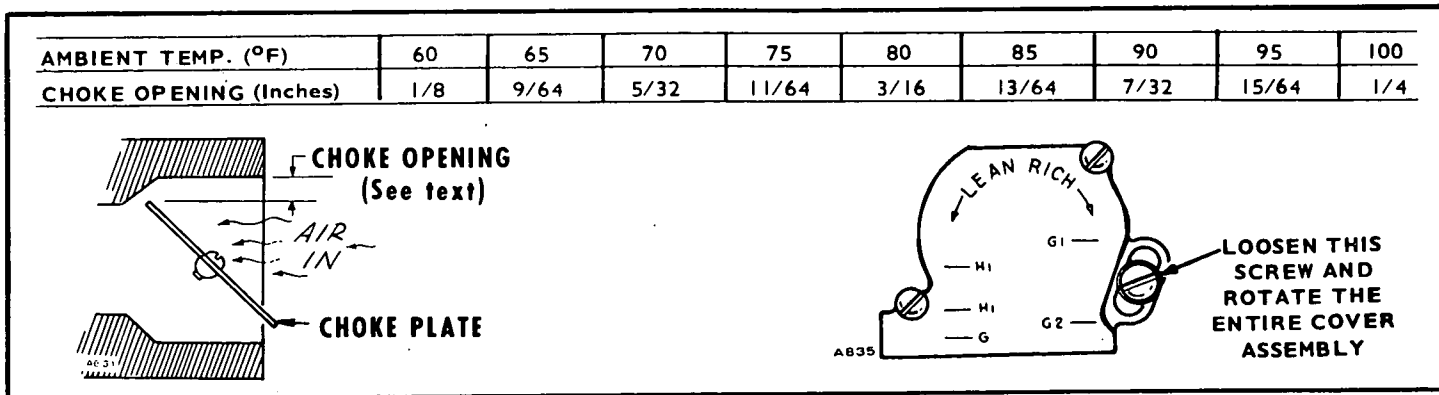 AMBIENT TEMP. (°F) 60 65 70 75 80 85 90 95 100
CHOKE OPENING (Inches) 1/8 9/64 5/32 11/64 3/16 13/64 7/32 15/64 1/4
CHOKE OPENING
(See text)
AIR
IN
CHOKE PLATE
LEAN RICH
G1
H1
H1
G2
G
A835
LOOSEN THIS
SCREW AND
ROTATE THE
ENTIRE COVER
ASSEMBLY